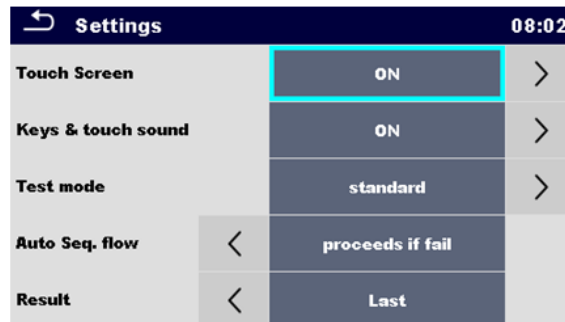 Settings 08:02
Touch Screen ON
Keys & touch sound ON
Test mode standard
Auto Seq. flow proceeds if fail
Result Last